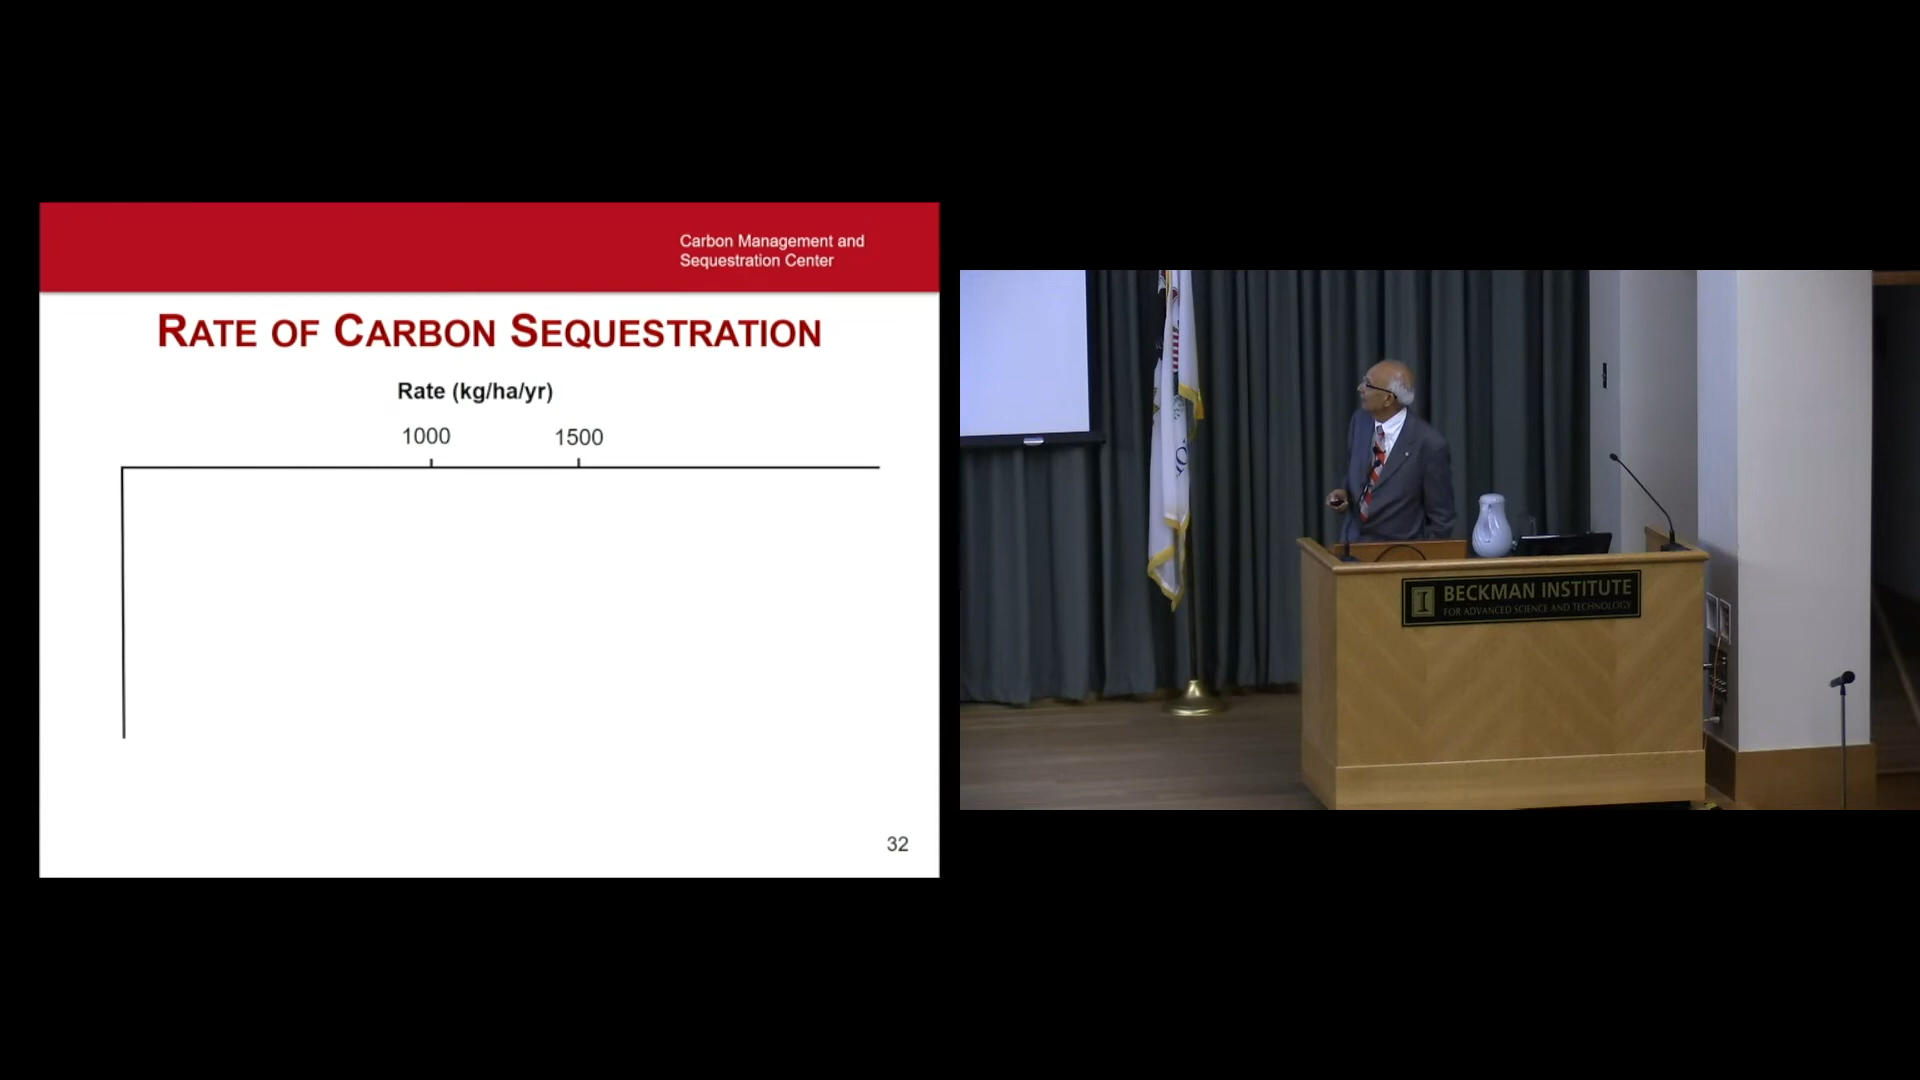 Carbon Management and
Sequestration Center
RATE OF CARBON SEQUESTRATION
Rate (kg/ha/yr)
1000 1500
32
I BECKMAN INSTITUTE
FOR ADVANCED SCIENCE AND TECHNOLOGY